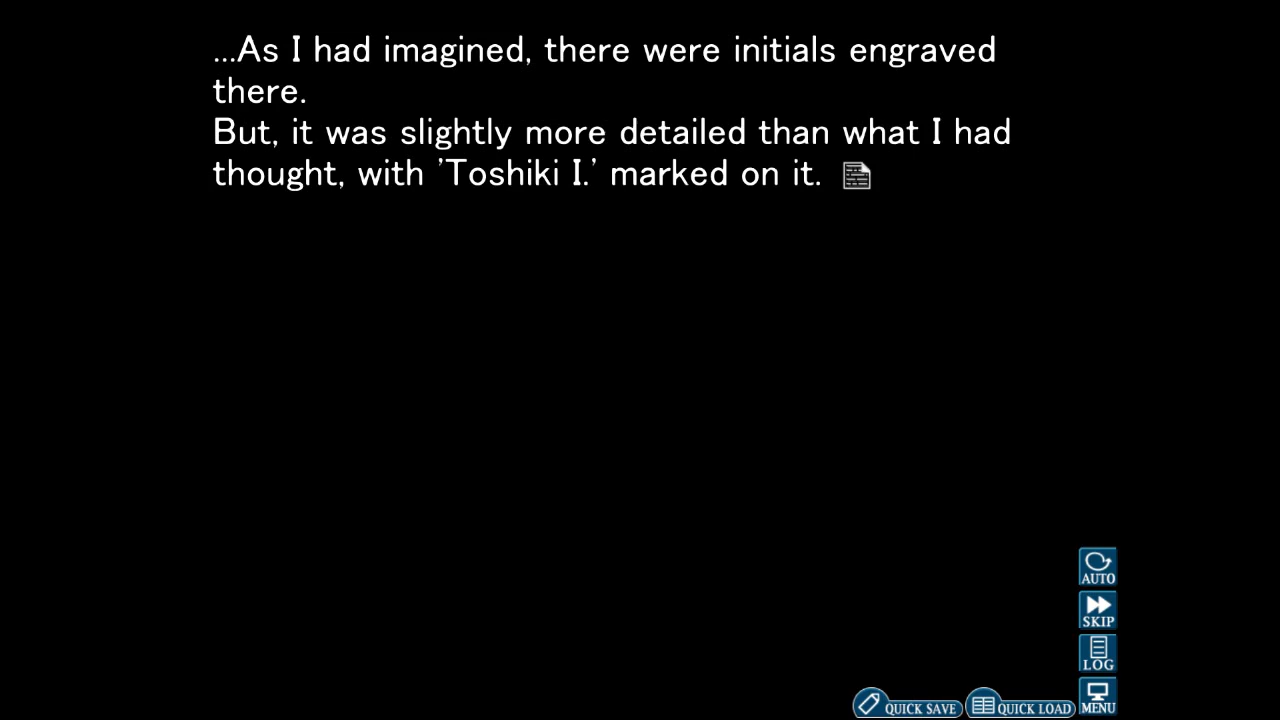 ...As I had imagined, there were initials engraved
there.
But, it was slightly more detailed than what I had
thought, with 'Toshiki I.' marked on it.
AUTO
SKIP
LOG
QUICK SAVE
QUICK LOAD
MENU